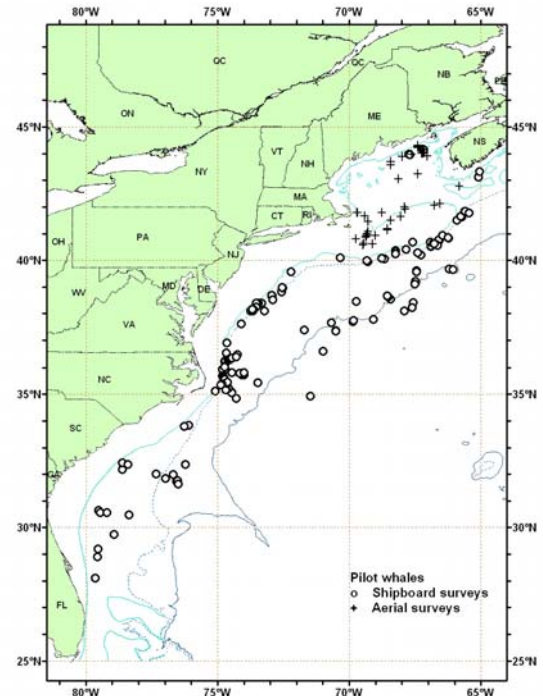 80°W 75°W 70°W 65°W
QC QC NB
ON ME
45°N 45°N
VT NS
NY NH
MA
CT RI
PA
OH NJ
40°N 40°N
MD DE
WV
VA
NC
35°N 35°N
SC
GA
30°N 30°N
Pilot whales
Shipboard surveys
Aerial surveys
FL
25°N 25°N
80°W 75°W 70°W 65°W